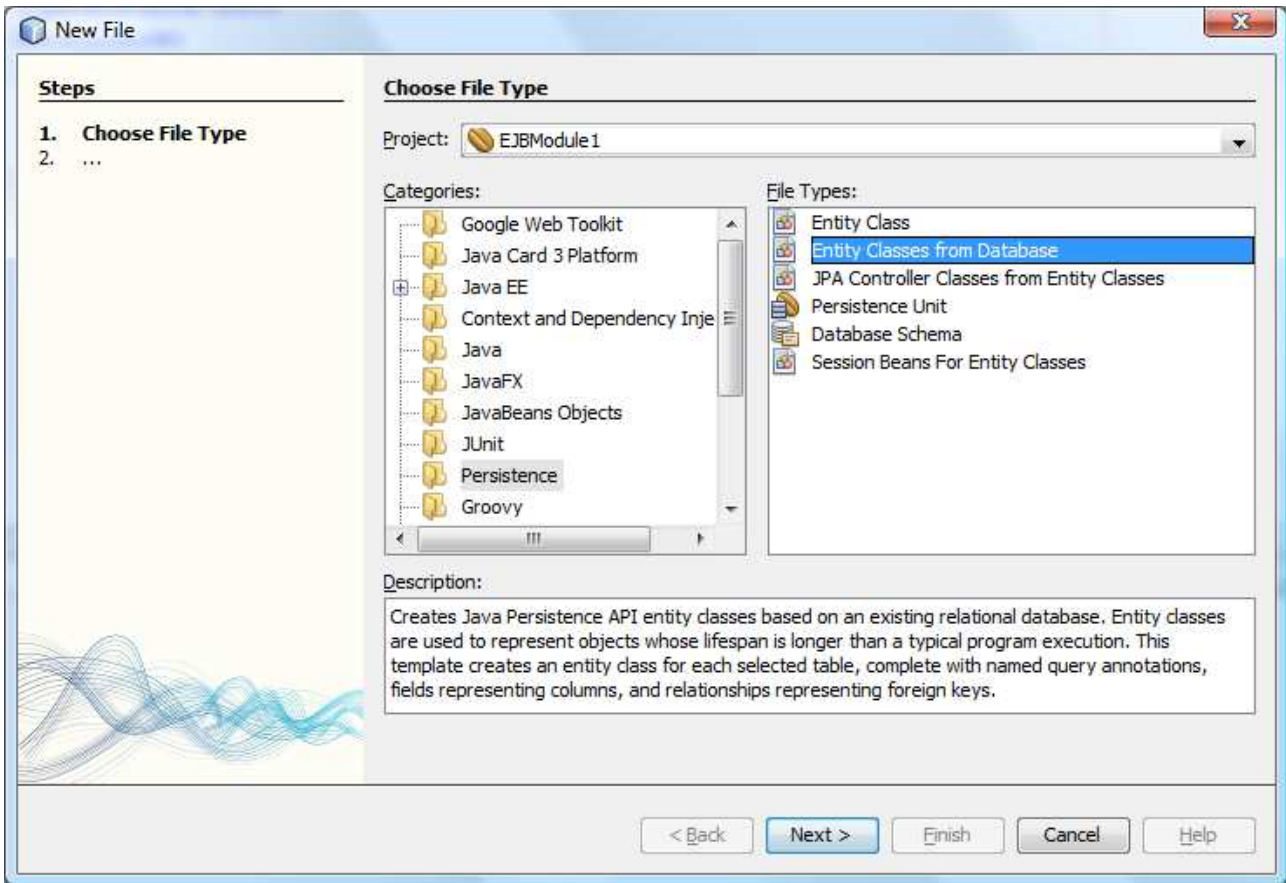 New File
Steps
1. Choose File Type
2. ...
Choose File Type
Project: EJBModule1
Categories:
Google Web Toolkit
Java Card 3 Platform
Java EE
Context and Dependency Inje
Java
JavaFX
JavaBeans Objects
JUnit
Persistence
Groovy
File Types:
Entity Class
Entity Classes from Database
JPA Controller Classes from Entity Classes
Persistence Unit
Database Schema
Session Beans For Entity Classes
Description:
Creates Java Persistence API entity classes based on an existing relational database. Entity classes
are used to represent objects whose lifespan is longer than a typical program execution. This
template creates an entity class for each selected table, complete with named query annotations,
fields representing columns, and relationships representing foreign keys.
< Back Next > Finish Cancel Help